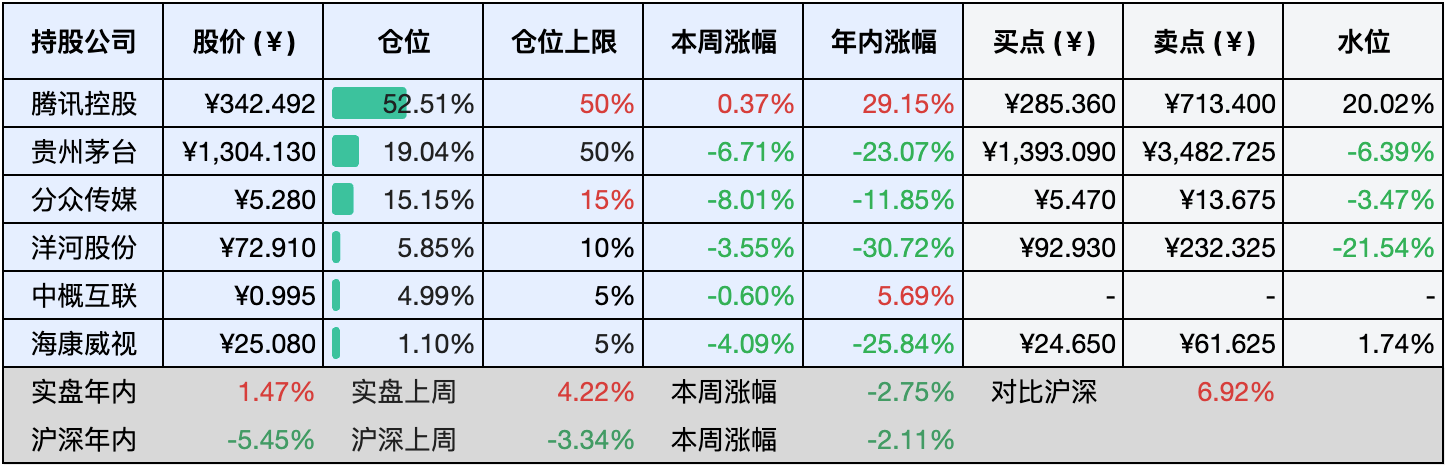 持股公司 股价 (¥) 仓位 仓位上限 本周涨幅 年内涨幅 买点 (¥) 卖点 (¥) 水位
腾讯控股 ¥342.492 52.51% 50% 0.37% 29.15% ¥285.360 ¥713.400 20.02%
贵州茅台 ¥1,304.130 19.04% 50% -6.71% -23.07% ¥1,393.090 ¥3,482.725 -6.39%
分众传媒 ¥5.280 15.15% 15% -8.01% -11.85% ¥5.470 ¥13.675 -3.47%
洋河股份 ¥72.910 5.85% 10% -3.55% -30.72% ¥92.930 ¥232.325 -21.54%
中概互联 ¥0.995 4.99% 5% -0.60% 5.69% - - -
海康威视 ¥25.080 1.10% 5% -4.09% -25.84% ¥24.650 ¥61.625 1.74%
实盘年内 1.47% 实盘上周 4.22% 本周涨幅 -2.75% 对比沪深 6.92%
沪深年内 -5.45% 沪深上周 -3.34% 本周涨幅 -2.11%